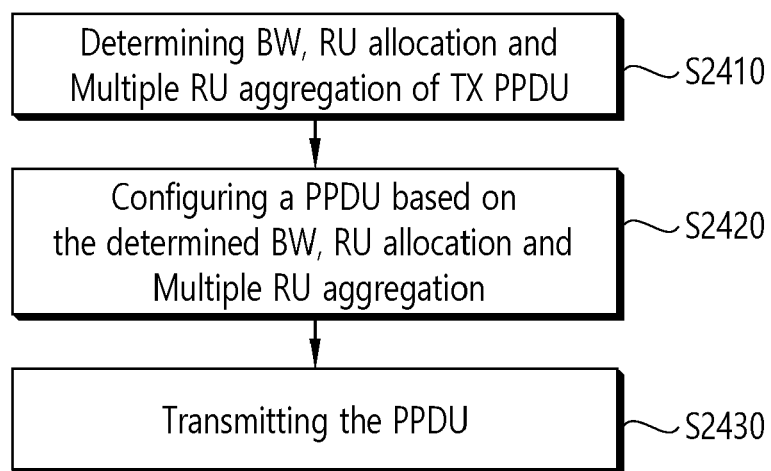 Determining BW, RU allocation and
Multiple RU aggregation of TX PPDU
S2410
Configuring a PPDU based on
the determined BW, RU allocation and
Multiple RU aggregation
S2420
Transmitting the PPDU
S2430